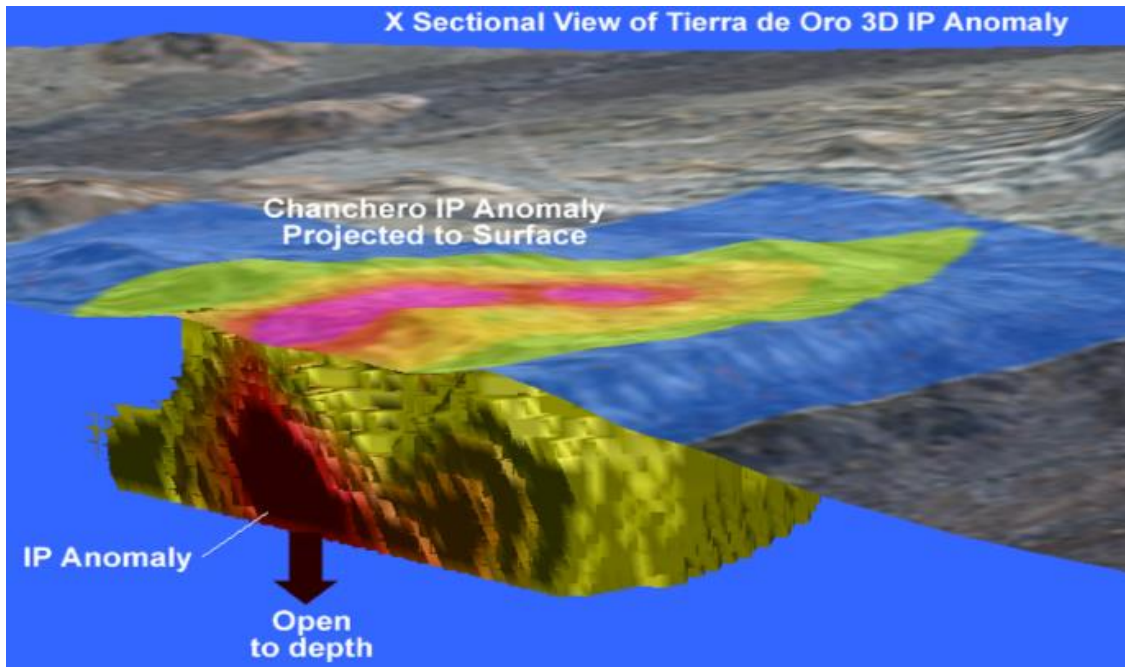 X Sectional View of Tierra de Oro 3D IP Anomaly
Chanchero IP Anomaly
Projected to Surface
IP Anomaly
Open
to depth